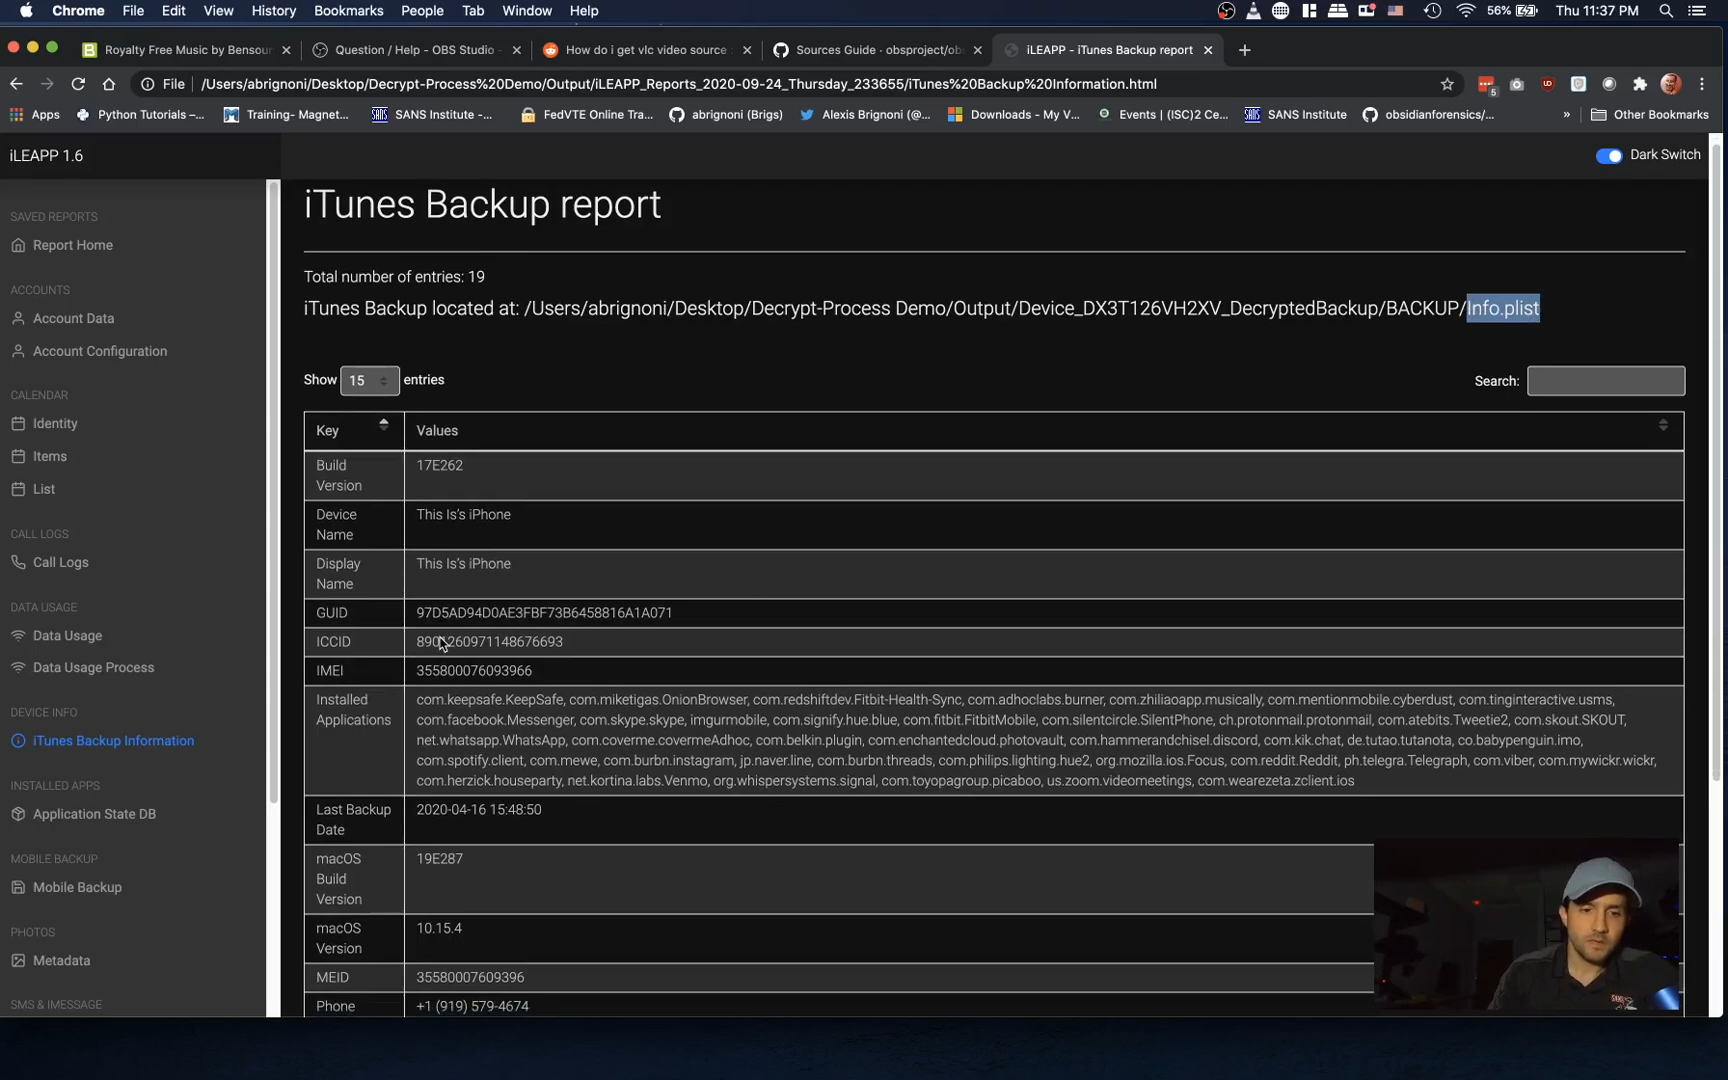 Chrome File Edit View History Bookmarks People Tab Window Help 56% Thu 11:37 PM
Royalty Free Music by Bensoun Question / Help - OBS Studio - How do i get vlc video source Sources Guide · obsproject/obs iLEAPP - iTunes Backup report
File /Users/abrignoni/Desktop/Decrypt-Process%20Demo/Output/iLEAPP_Reports_2020-09-24_Thursday_233655/iTunes%20Backup%20Information.html 5
Apps Python Tutorials –... Training- Magnet... SANS Institute -... FedVTE Online Tra... abrignoni (Brigs) Alexis Brignoni (@... Downloads - My V... Events | (ISC)2 Ce... SANS Institute obsidianforensics/... » Other Bookmarks
iLEAPP 1.6 Dark Switch
SAVED REPORTS
Report Home
ACCOUNTS
Account Data
Account Configuration
CALENDAR
Identity
Items
List
CALL LOGS
Call Logs
DATA USAGE
Data Usage
Data Usage Process
DEVICE INFO
iTunes Backup Information
INSTALLED APPS
Application State DB
MOBILE BACKUP
Mobile Backup
PHOTOS
Metadata
SMS & IMESSAGE
iTunes Backup report
Total number of entries: 19
iTunes Backup located at: /Users/abrignoni/Desktop/Decrypt-Process Demo/Output/Device_DX3T126VH2XV_DecryptedBackup/BACKUP/Info.plist
Show 15 entries Search:
Key Values
Build Version 17E262
Device Name This Is's iPhone
Display Name This Is's iPhone
GUID 97D5AD94D0AE3FBF73B6458816A1A071
ICCID 8901260971148676693
IMEI 355800076093966
Installed Applications com.keepsafe.KeepSafe, com.miketigas.OnionBrowser, com.redshiftdev.Fitbit-Health-Sync, com.adhoclabs.burner, com.zhiliaoapp.musically, com.mentionmobile.cyberdust, com.tinginteractive.usms,
com.facebook.Messenger, com.skype.skype, imgurmobile, com.signify.hue.blue, com.fitbit.FitbitMobile, com.silentcircle.SilentPhone, ch.protonmail.protonmail, com.atebits.Tweetie2, com.skout.SKOUT,
net.whatsapp.WhatsApp, com.coverme.covermeAdhoc, com.belkin.plugin, com.enchantedcloud.photovault, com.hammerandchisel.discord, com.kik.chat, de.tutao.tutanota, co.babypenguin.imo,
com.spotify.client, com.mewe, com.burbn.instagram, jp.naver.line, com.burbn.threads, com.philips.lighting.hue2, org.mozilla.ios.Focus, com.reddit.Reddit, ph.telegra.Telegraph, com.viber, com.mywickr.wickr,
com.herzick.houseparty, net.kortina.labs.Venmo, org.whispersystems.signal, com.toyopagroup.picaboo, us.zoom.videomeetings, com.wearezeta.zclient.ios
Last Backup Date 2020-04-16 15:48:50
macOS Build Version 19E287
macOS Version 10.15.4
MEID 35580007609396
Phone +1 (919) 579-4674